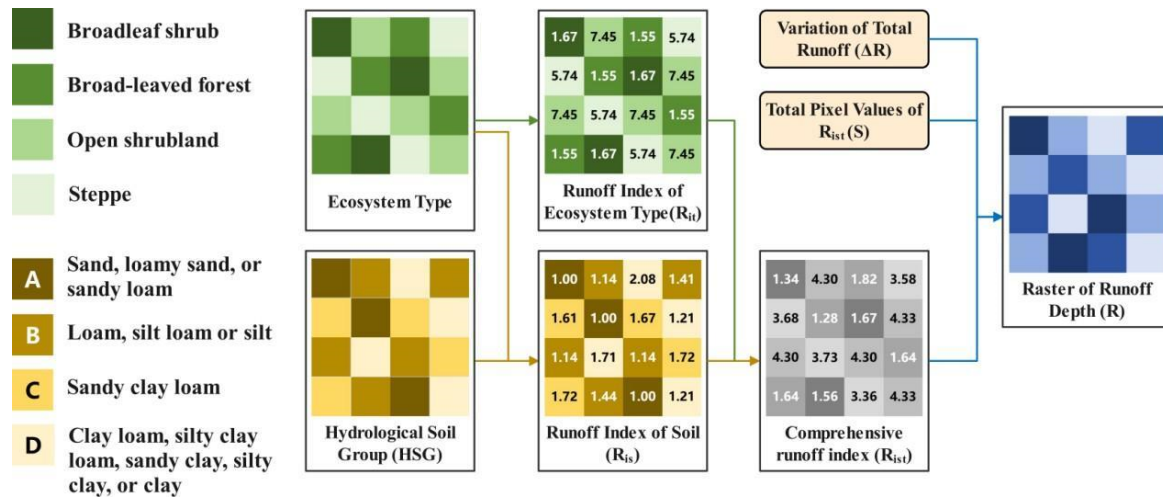 Broadleaf shrub
Broad-leaved forest
Open shrubland
Steppe
Ecosystem Type
1.67 7.45 1.55 5.74
5.74 1.55 1.67 7.45
7.45 5.74 7.45 1.55
1.55 1.67 5.74 7.45
Runoff Index of
Ecosystem Type(Rit)
Variation of Total
Runoff (ΔR)
Total Pixel Values of
Rist (S)
A
Sand, loamy sand, or
sandy loam
B
Loam, silt loam or silt
C
Sandy clay loam
D
Clay loam, silty clay
loam, sandy clay, silty
clay, or clay
Hydrological Soil
Group (HSG)
1.00 1.14 2.08 1.41
1.61 1.00 1.67 1.21
1.14 1.71 1.14 1.72
1.72 1.44 1.00 1.21
Runoff Index of Soil
(Ris)
1.34 4.30 1.82 3.58
3.68 1.28 1.67 4.33
4.30 3.73 4.30 1.64
1.64 1.56 3.36 4.33
Comprehensive
runoff index (Rist)
Raster of Runoff
Depth (R)